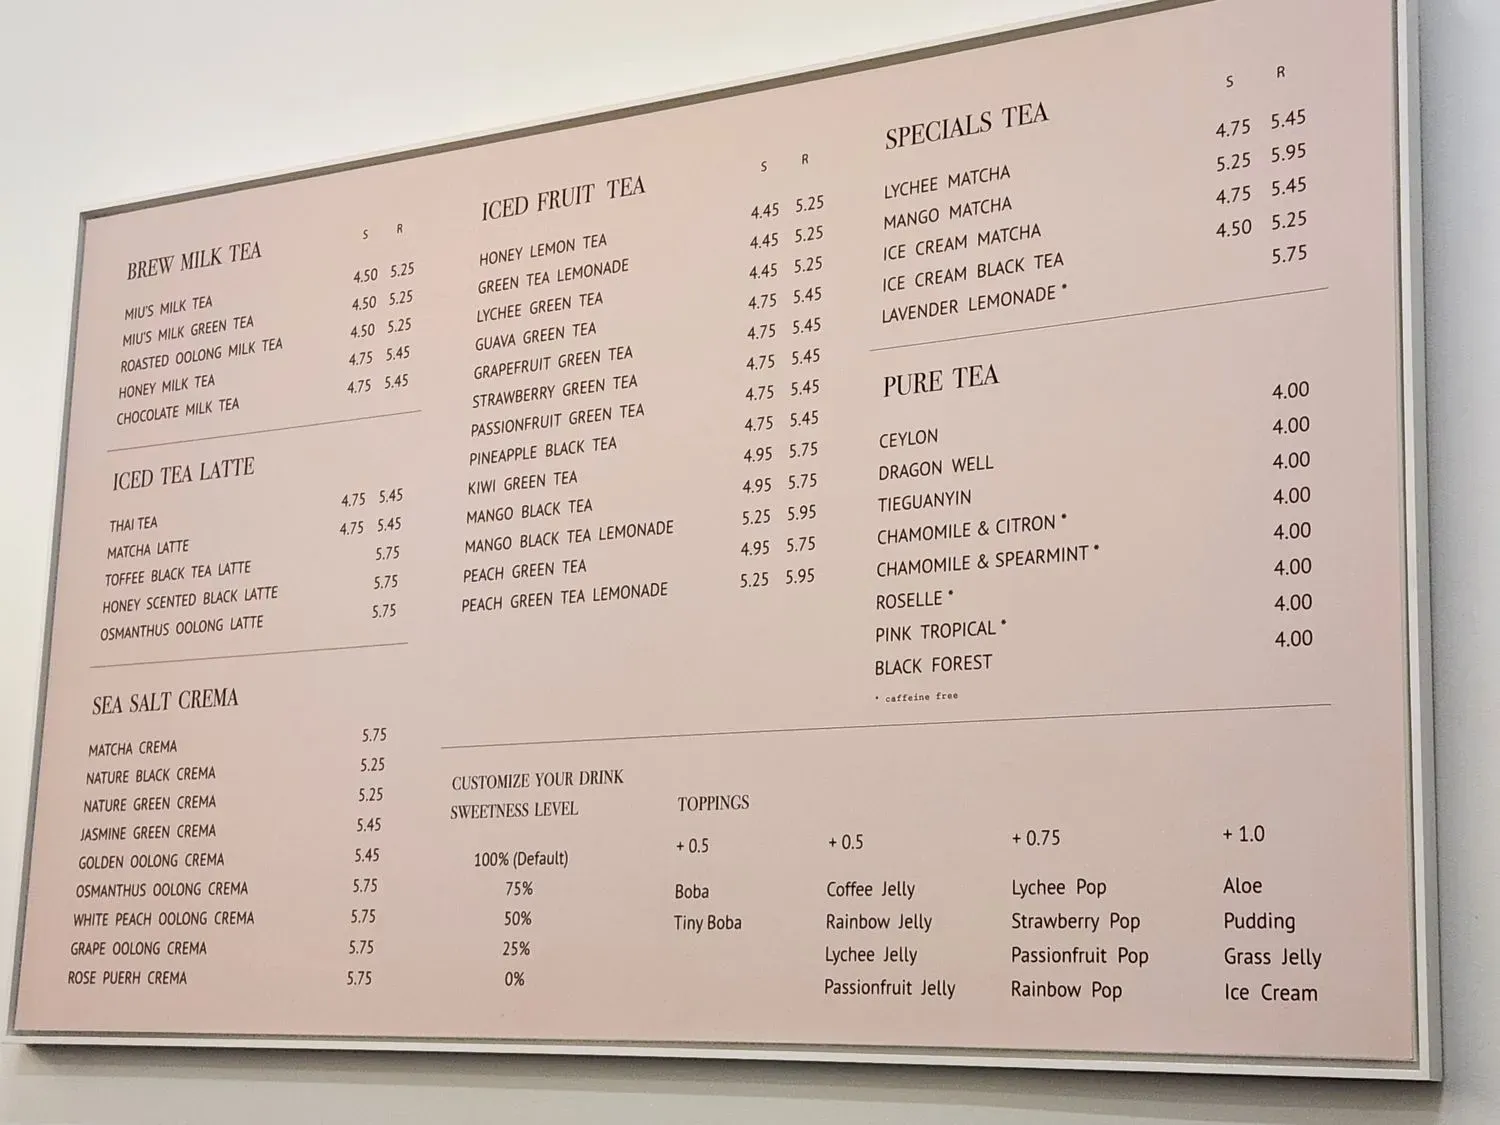 BREW MILK TEA S R
MIU'S MILK TEA 4.50 5.25
MIU'S MILK GREEN TEA 4.50 5.25
ROASTED OOLONG MILK TEA 4.50 5.25
HONEY MILK TEA 4.75 5.45
CHOCOLATE MILK TEA 4.75 5.45
ICED TEA LATTE
THAI TEA 4.75 5.45
MATCHA LATTE 4.75 5.45
TOFFEE BLACK TEA LATTE 5.75
HONEY SCENTED BLACK LATTE 5.75
OSMANTHUS OOLONG LATTE 5.75
SEA SALT CREMA
MATCHA CREMA 5.75
NATURE BLACK CREMA 5.25
NATURE GREEN CREMA 5.25
JASMINE GREEN CREMA 5.45
GOLDEN OOLONG CREMA 5.45
OSMANTHUS OOLONG CREMA 5.75
WHITE PEACH OOLONG CREMA 5.75
GRAPE OOLONG CREMA 5.75
ROSE PUERH CREMA 5.75
ICED FRUIT TEA S R
HONEY LEMON TEA 4.45 5.25
GREEN TEA LEMONADE 4.45 5.25
LYCHEE GREEN TEA 4.45 5.25
GUAVA GREEN TEA 4.75 5.45
GRAPEFRUIT GREEN TEA 4.75 5.45
STRAWBERRY GREEN TEA 4.75 5.45
PASSIONFRUIT GREEN TEA 4.75 5.45
PINEAPPLE BLACK TEA 4.75 5.45
KIWI GREEN TEA 4.95 5.75
MANGO BLACK TEA 4.95 5.75
MANGO BLACK TEA LEMONADE 5.25 5.95
PEACH GREEN TEA 4.95 5.75
PEACH GREEN TEA LEMONADE 5.25 5.95
SPECIALS TEA S R
LYCHEE MATCHA 4.75 5.45
MANGO MATCHA 5.25 5.95
ICE CREAM MATCHA 4.75 5.45
ICE CREAM BLACK TEA 4.50 5.25
LAVENDER LEMONADE * 5.75
PURE TEA
CEYLON 4.00
DRAGON WELL 4.00
TIEGUANYIN 4.00
CHAMOMILE & CITRON * 4.00
CHAMOMILE & SPEARMINT * 4.00
ROSELLE * 4.00
PINK TROPICAL * 4.00
BLACK FOREST 4.00
* caffeine free
CUSTOMIZE YOUR DRINK
SWEETNESS LEVEL
100% (Default)
75%
50%
25%
0%
TOPPINGS
+ 0.5
Boba
Tiny Boba
+ 0.5
Coffee Jelly
Rainbow Jelly
Lychee Jelly
Passionfruit Jelly
+ 0.75
Lychee Pop
Strawberry Pop
Passionfruit Pop
Rainbow Pop
+ 1.0
Aloe
Pudding
Grass Jelly
Ice Cream